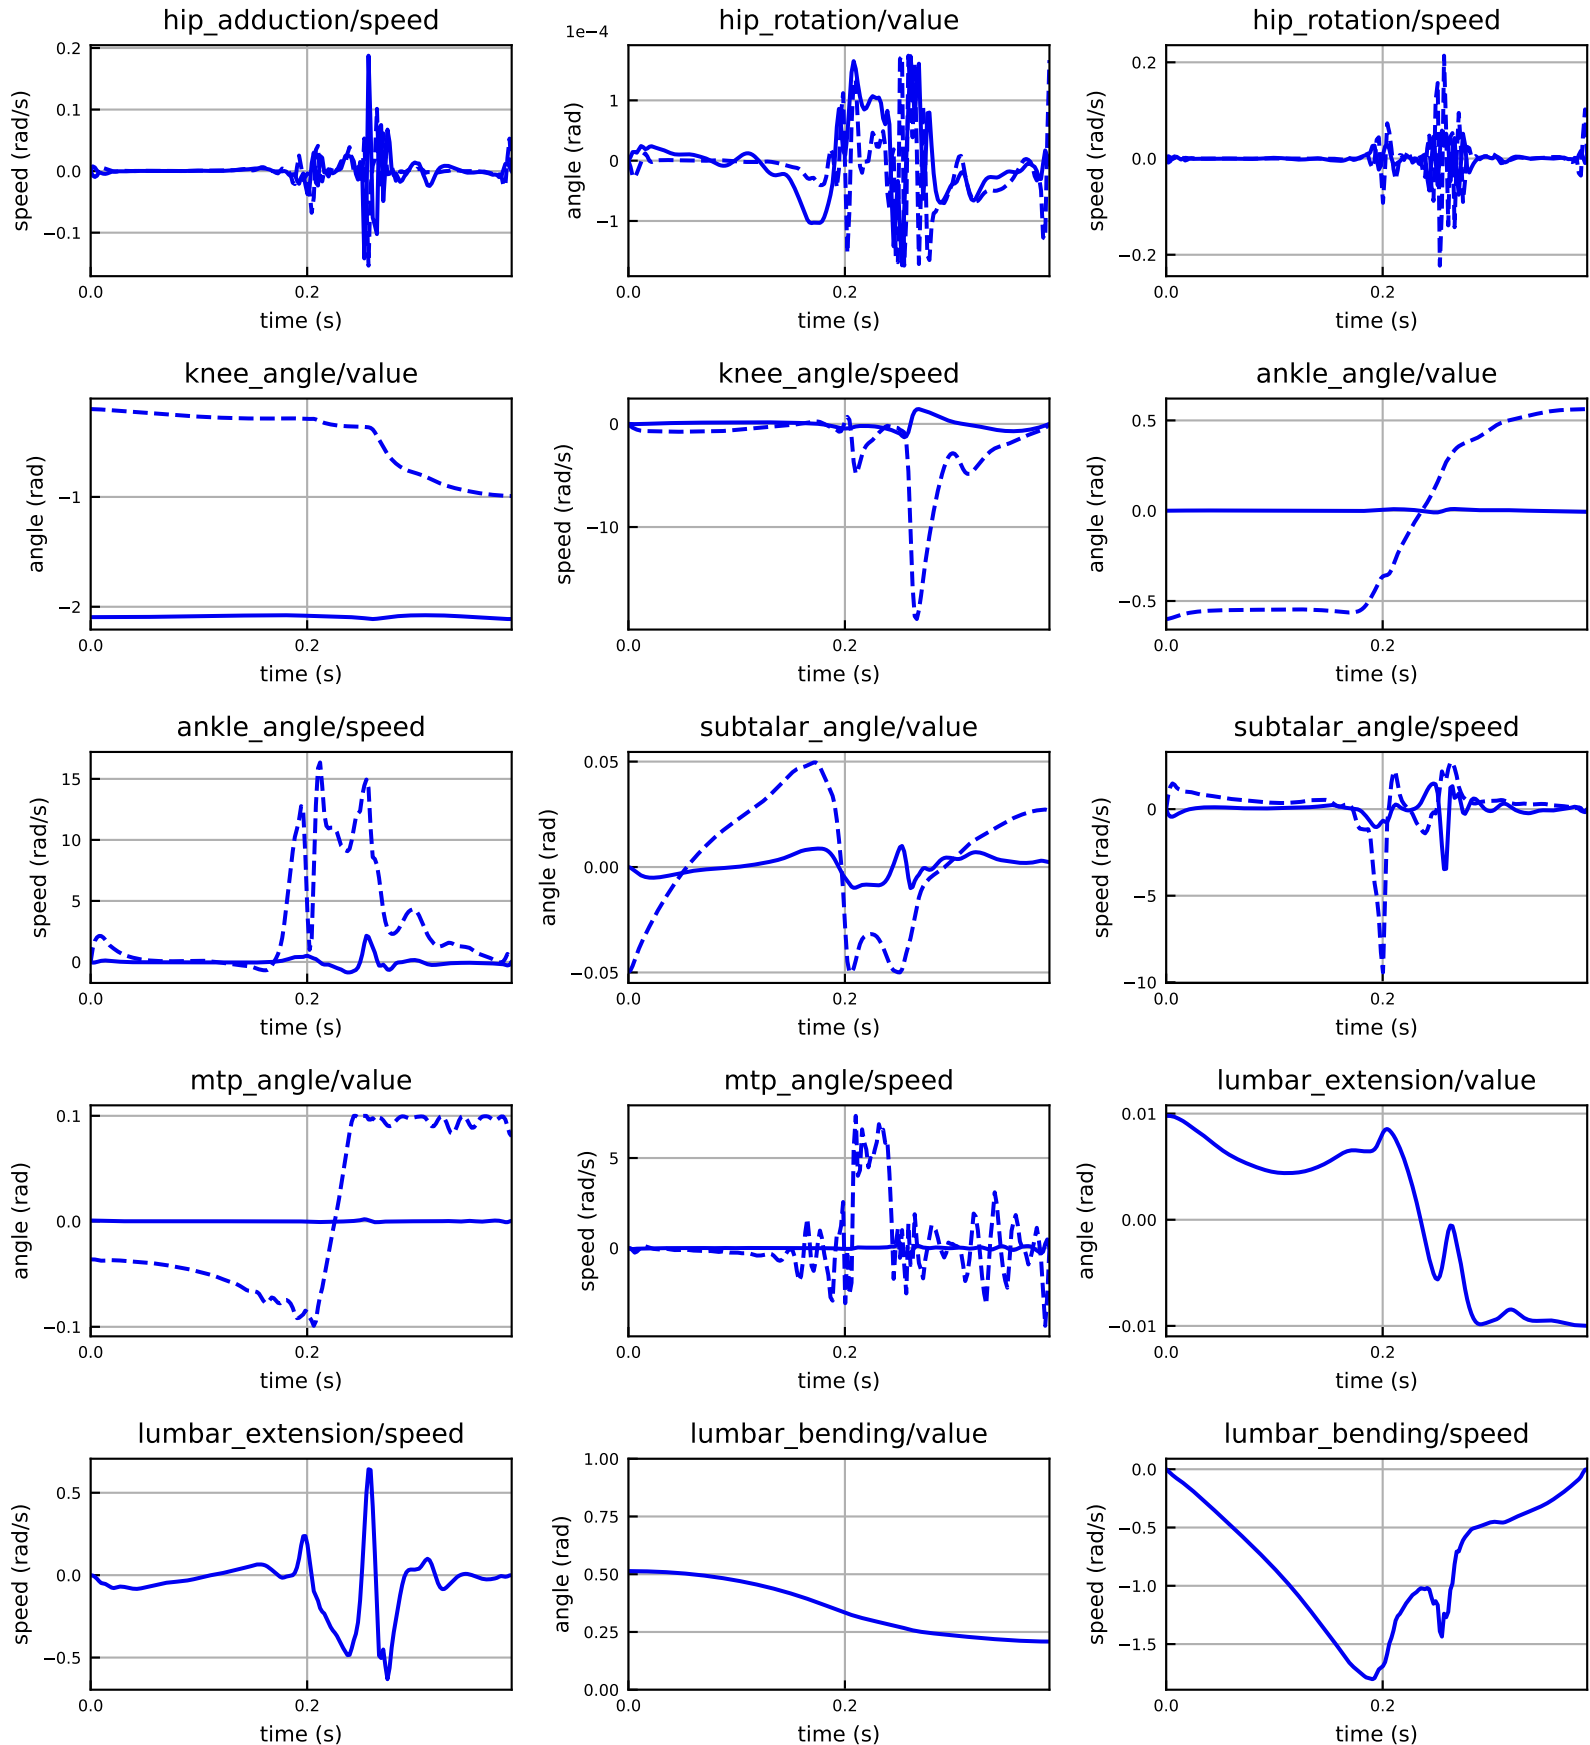 hip_adduction/speed
speed (rad/s)
0.2
0.1
0.0
−0.1
0.0
0.2
time (s)
hip_rotation/value
1e−4
angle (rad)
1
0
−1
0.0
0.2
time (s)
hip_rotation/speed
speed (rad/s)
0.2
0.0
−0.2
0.0
0.2
time (s)
knee_angle/value
angle (rad)
−1
−2
0.0
0.2
time (s)
knee_angle/speed
speed (rad/s)
0
−10
0.0
0.2
time (s)
ankle_angle/value
angle (rad)
0.5
0.0
−0.5
0.0
0.2
time (s)
ankle_angle/speed
speed (rad/s)
15
10
5
0
0.0
0.2
time (s)
subtalar_angle/value
angle (rad)
0.05
0.00
−0.05
0.0
0.2
time (s)
subtalar_angle/speed
speed (rad/s)
0
−5
−10
0.0
0.2
time (s)
mtp_angle/value
angle (rad)
0.1
0.0
−0.1
0.0
0.2
time (s)
mtp_angle/speed
speed (rad/s)
5
0
0.0
0.2
time (s)
lumbar_extension/value
angle (rad)
0.01
0.00
−0.01
0.0
0.2
time (s)
lumbar_extension/speed
speed (rad/s)
0.5
0.0
−0.5
0.0
0.2
time (s)
lumbar_bending/value
angle (rad)
1.00
0.75
0.50
0.25
0.00
0.0
0.2
time (s)
lumbar_bending/speed
speed (rad/s)
0.0
−0.5
−1.0
−1.5
0.0
0.2
time (s)